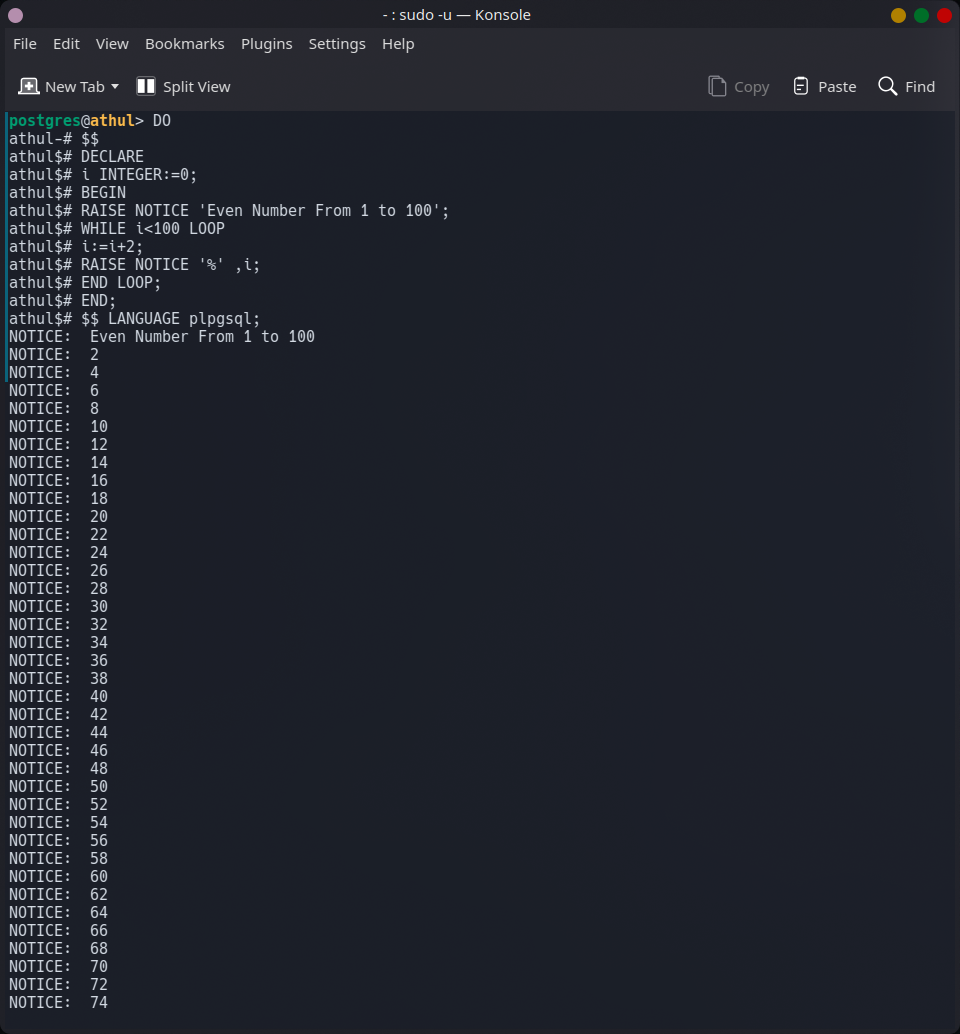 - : sudo -u — Konsole
File Edit View Bookmarks Plugins Settings Help
New Tab Split View Copy Paste Find
postgres@athul> DO
athul-# $$
athul$# DECLARE
athul$# i INTEGER:=0;
athul$# BEGIN
athul$# RAISE NOTICE 'Even Number From 1 to 100';
athul$# WHILE i<100 LOOP
athul$# i:=i+2;
athul$# RAISE NOTICE '%' ,i;
athul$# END LOOP;
athul$# END;
athul$# $$ LANGUAGE plpgsql;
NOTICE:  Even Number From 1 to 100
NOTICE:  2
NOTICE:  4
NOTICE:  6
NOTICE:  8
NOTICE:  10
NOTICE:  12
NOTICE:  14
NOTICE:  16
NOTICE:  18
NOTICE:  20
NOTICE:  22
NOTICE:  24
NOTICE:  26
NOTICE:  28
NOTICE:  30
NOTICE:  32
NOTICE:  34
NOTICE:  36
NOTICE:  38
NOTICE:  40
NOTICE:  42
NOTICE:  44
NOTICE:  46
NOTICE:  48
NOTICE:  50
NOTICE:  52
NOTICE:  54
NOTICE:  56
NOTICE:  58
NOTICE:  60
NOTICE:  62
NOTICE:  64
NOTICE:  66
NOTICE:  68
NOTICE:  70
NOTICE:  72
NOTICE:  74